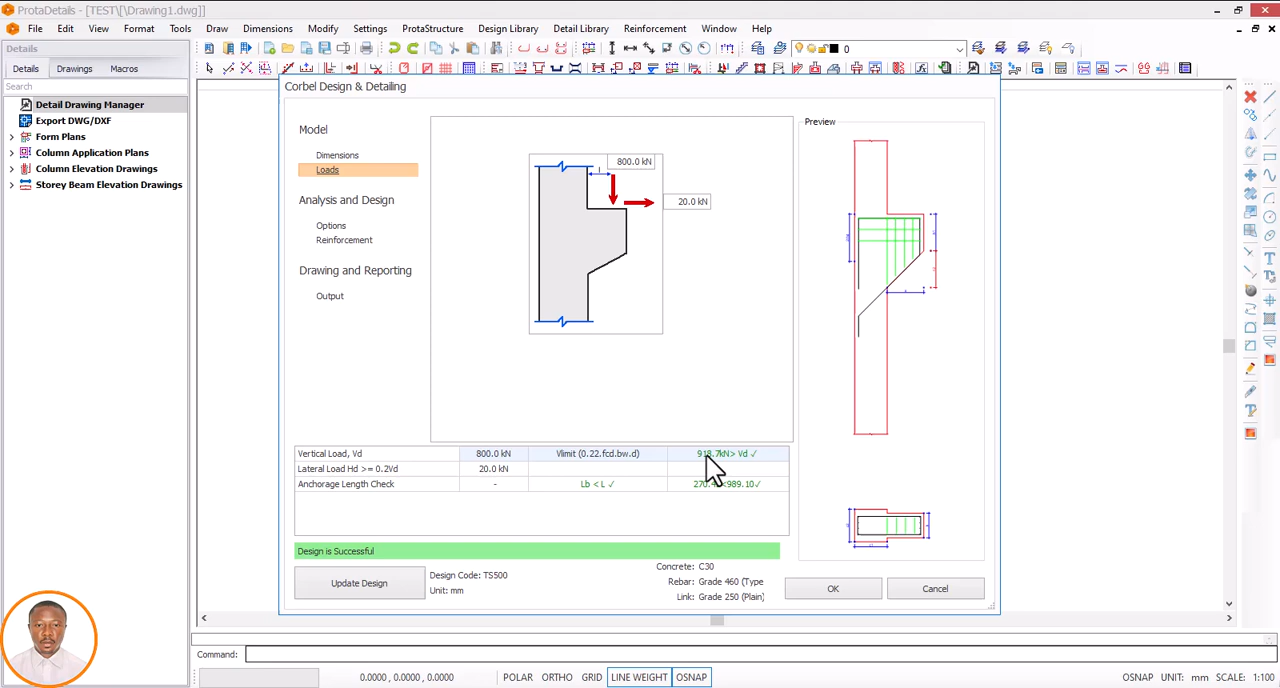 ProtaDetails - [TEST\[\Drawing1.dwg]]
File Edit View Format Tools Draw Dimensions Modify Settings ProtaStructure Design Library Detail Library Reinforcement Window Help
Details
0
Details Drawings Macros
Search
Detail Drawing Manager
Export DWG/DXF
Form Plans
Column Application Plans
Column Elevation Drawings
Storey Beam Elevation Drawings
Corbel Design & Detailing
Model
Dimensions
Loads
Analysis and Design
Options
Reinforcement
Drawing and Reporting
Output
800.0 kN
20.0 kN
Preview
Vertical Load, Vd 800.0 kN Vlimit (0.22.fcd.bw.d) 918.7kN> Vd ✓
Lateral Load Hd >= 0.2Vd 20.0 kN
Anchorage Length Check - Lb < L ✓ <989.10✓
Design is Successful
Update Design
Design Code: TS500
Unit: mm
Concrete: C30
Rebar: Grade 460 (Type
Link: Grade 250 (Plain)
OK Cancel
Command:
0.0000 , 0.0000 , 0.0000 POLAR ORTHO GRID LINE WEIGHT OSNAP OSNAP UNIT: mm SCALE: 1:100